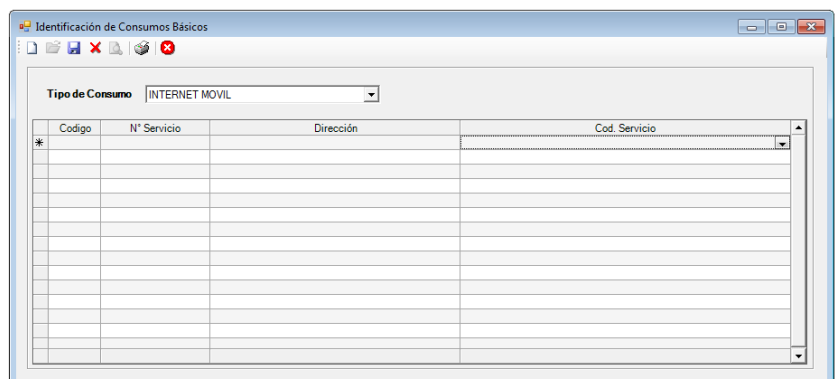 Identificación de Consumos Básicos
Tipo de Consumo INTERNET MOVIL
Codigo N° Servicio Dirección Cod. Servicio